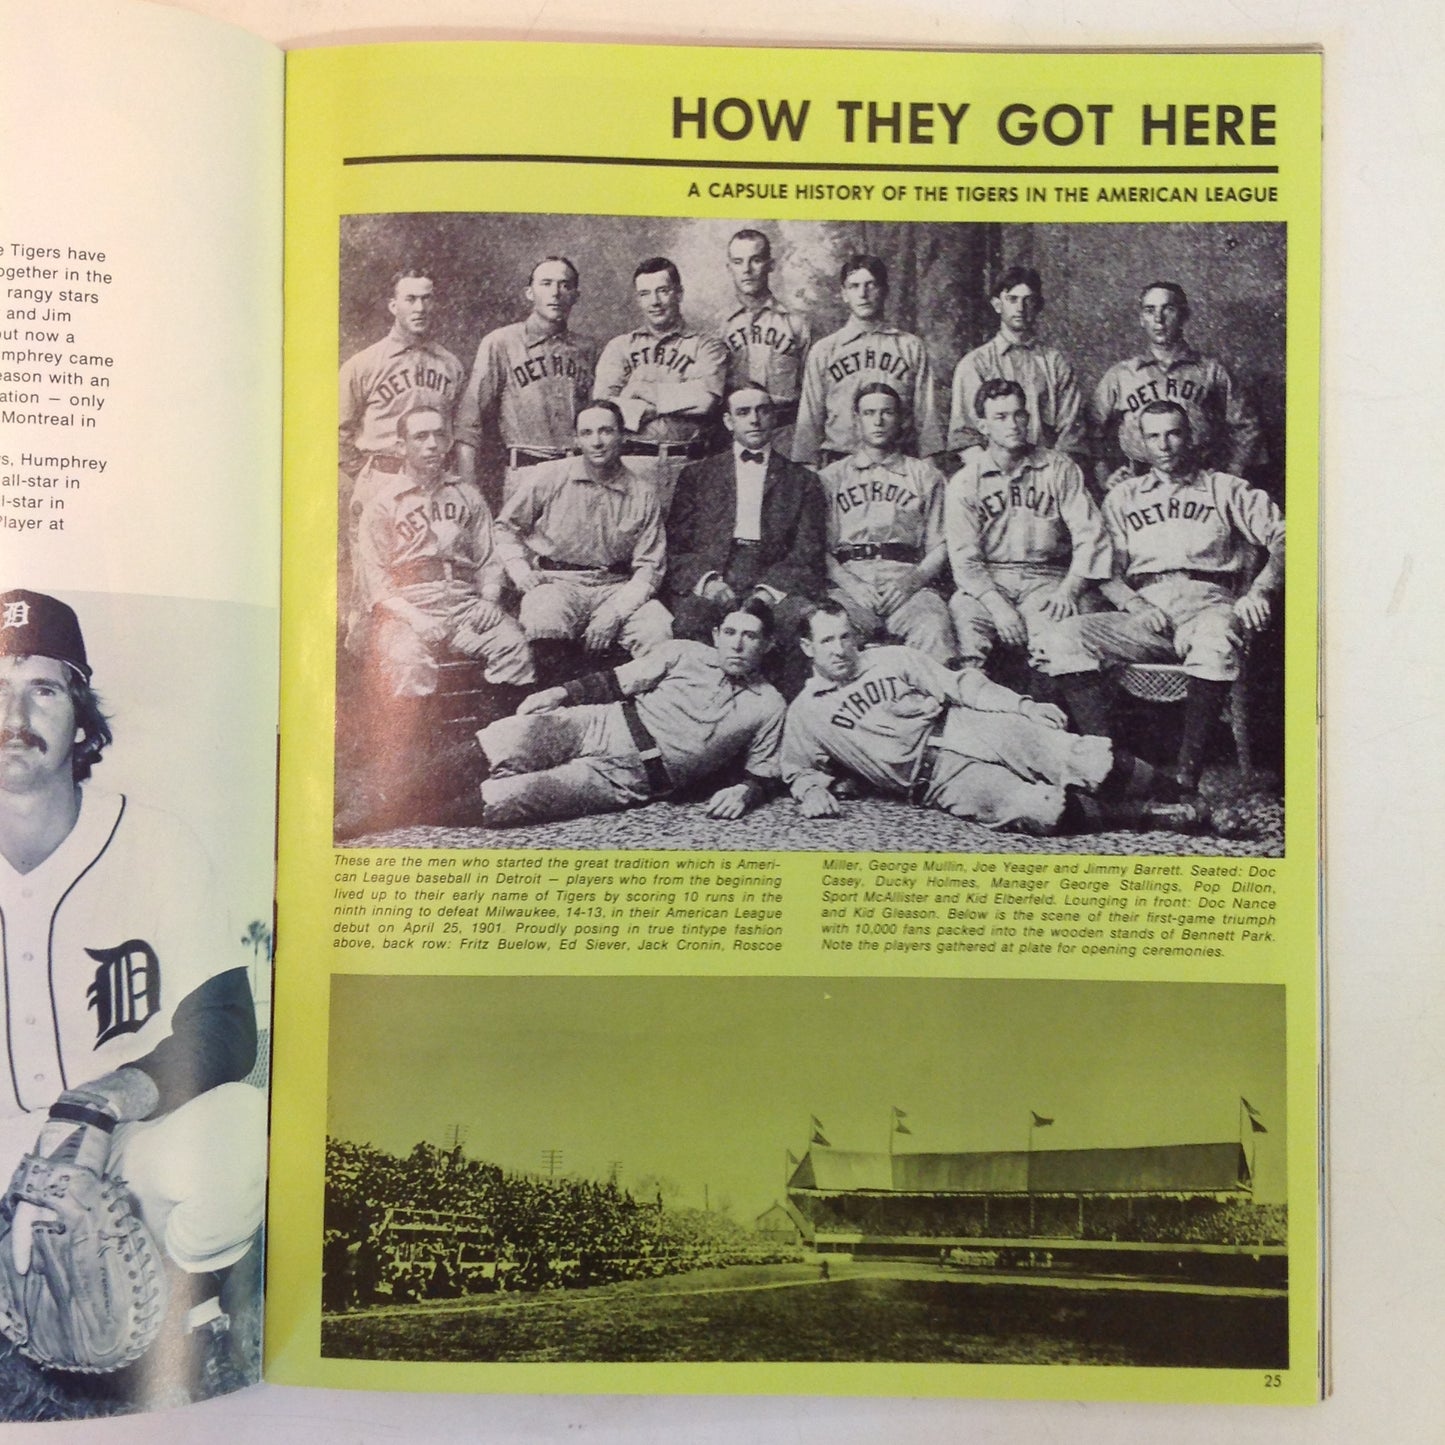 e Tigers have
ogether in the
rangy stars
and Jim
out now a
mphrey came
eason with an
ation — only
Montreal in
s, Humphrey
all-star in
l-star in
Player at
D
D
HOW THEY GOT HERE
A CAPSULE HISTORY OF THE TIGERS IN THE AMERICAN LEAGUE
DETROIT
DETROIT
DETROIT
DETROIT
DETROIT
DETROIT
DETROIT
DETROIT
DETROIT
DETROIT
DETROIT
These are the men who started the great tradition which is Ameri-
can League baseball in Detroit — players who from the beginning
lived up to their early name of Tigers by scoring 10 runs in the
ninth inning to defeat Milwaukee, 14-13, in their American League
debut on April 25, 1901. Proudly posing in true tintype fashion
above, back row: Fritz Buelow, Ed Siever, Jack Cronin, Roscoe
Miller, George Mullin, Joe Yeager and Jimmy Barrett. Seated: Doc
Casey, Ducky Holmes, Manager George Stallings, Pop Dillon,
Sport McAllister and Kid Elberfeld. Lounging in front: Doc Nance
and Kid Gleason. Below is the scene of their first-game triumph
with 10,000 fans packed into the wooden stands of Bennett Park.
Note the players gathered at plate for opening ceremonies.
25